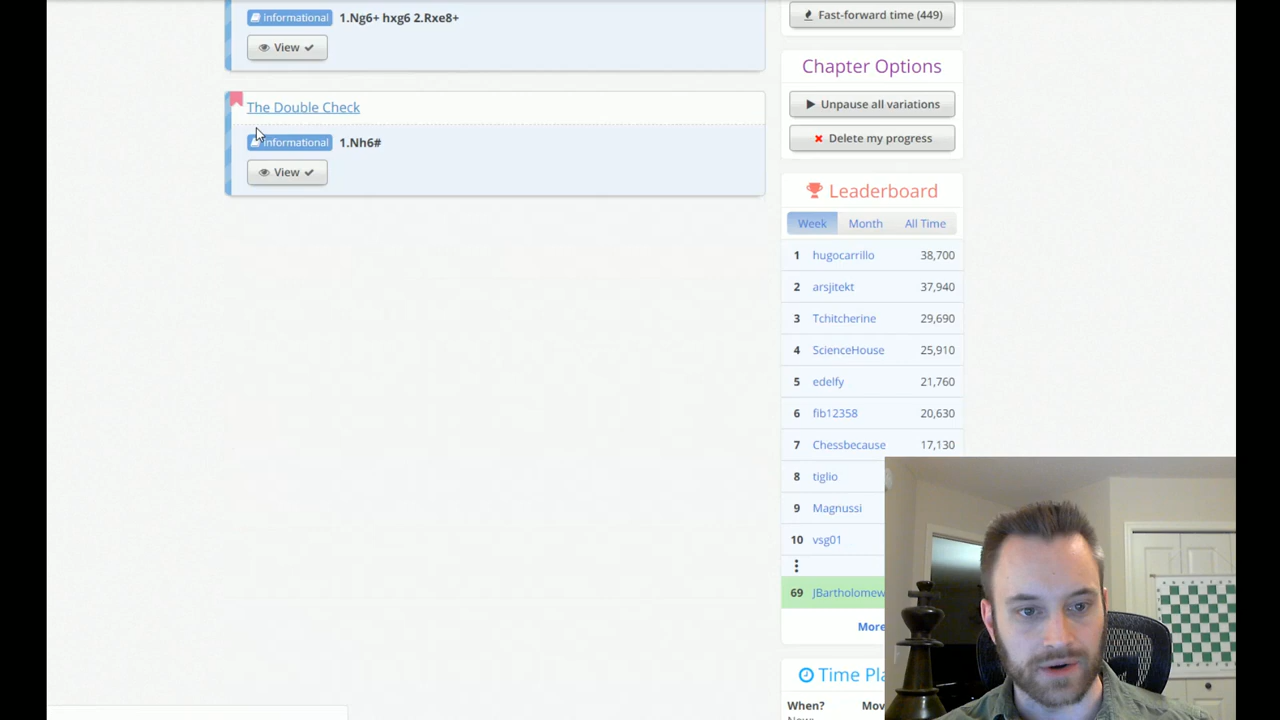 Informational 1.Ng6+ hxg6 2.Rxe8+
View
The Double Check
Informational 1.Nh6#
View
Fast-forward time (449)
Chapter Options
Unpause all variations
Delete my progress
Leaderboard
Week Month All Time
1 hugocarrillo 38,700
2 arsjitekt 37,940
3 Tchitcherine 29,690
4 ScienceHouse 25,910
5 edelfy 21,760
6 fib12358 20,630
7 Chessbecause 17,130
8 tiglio
9 Magnussi
10 vsg01
69 JBartholomew
More
Time Pla
When? Mov